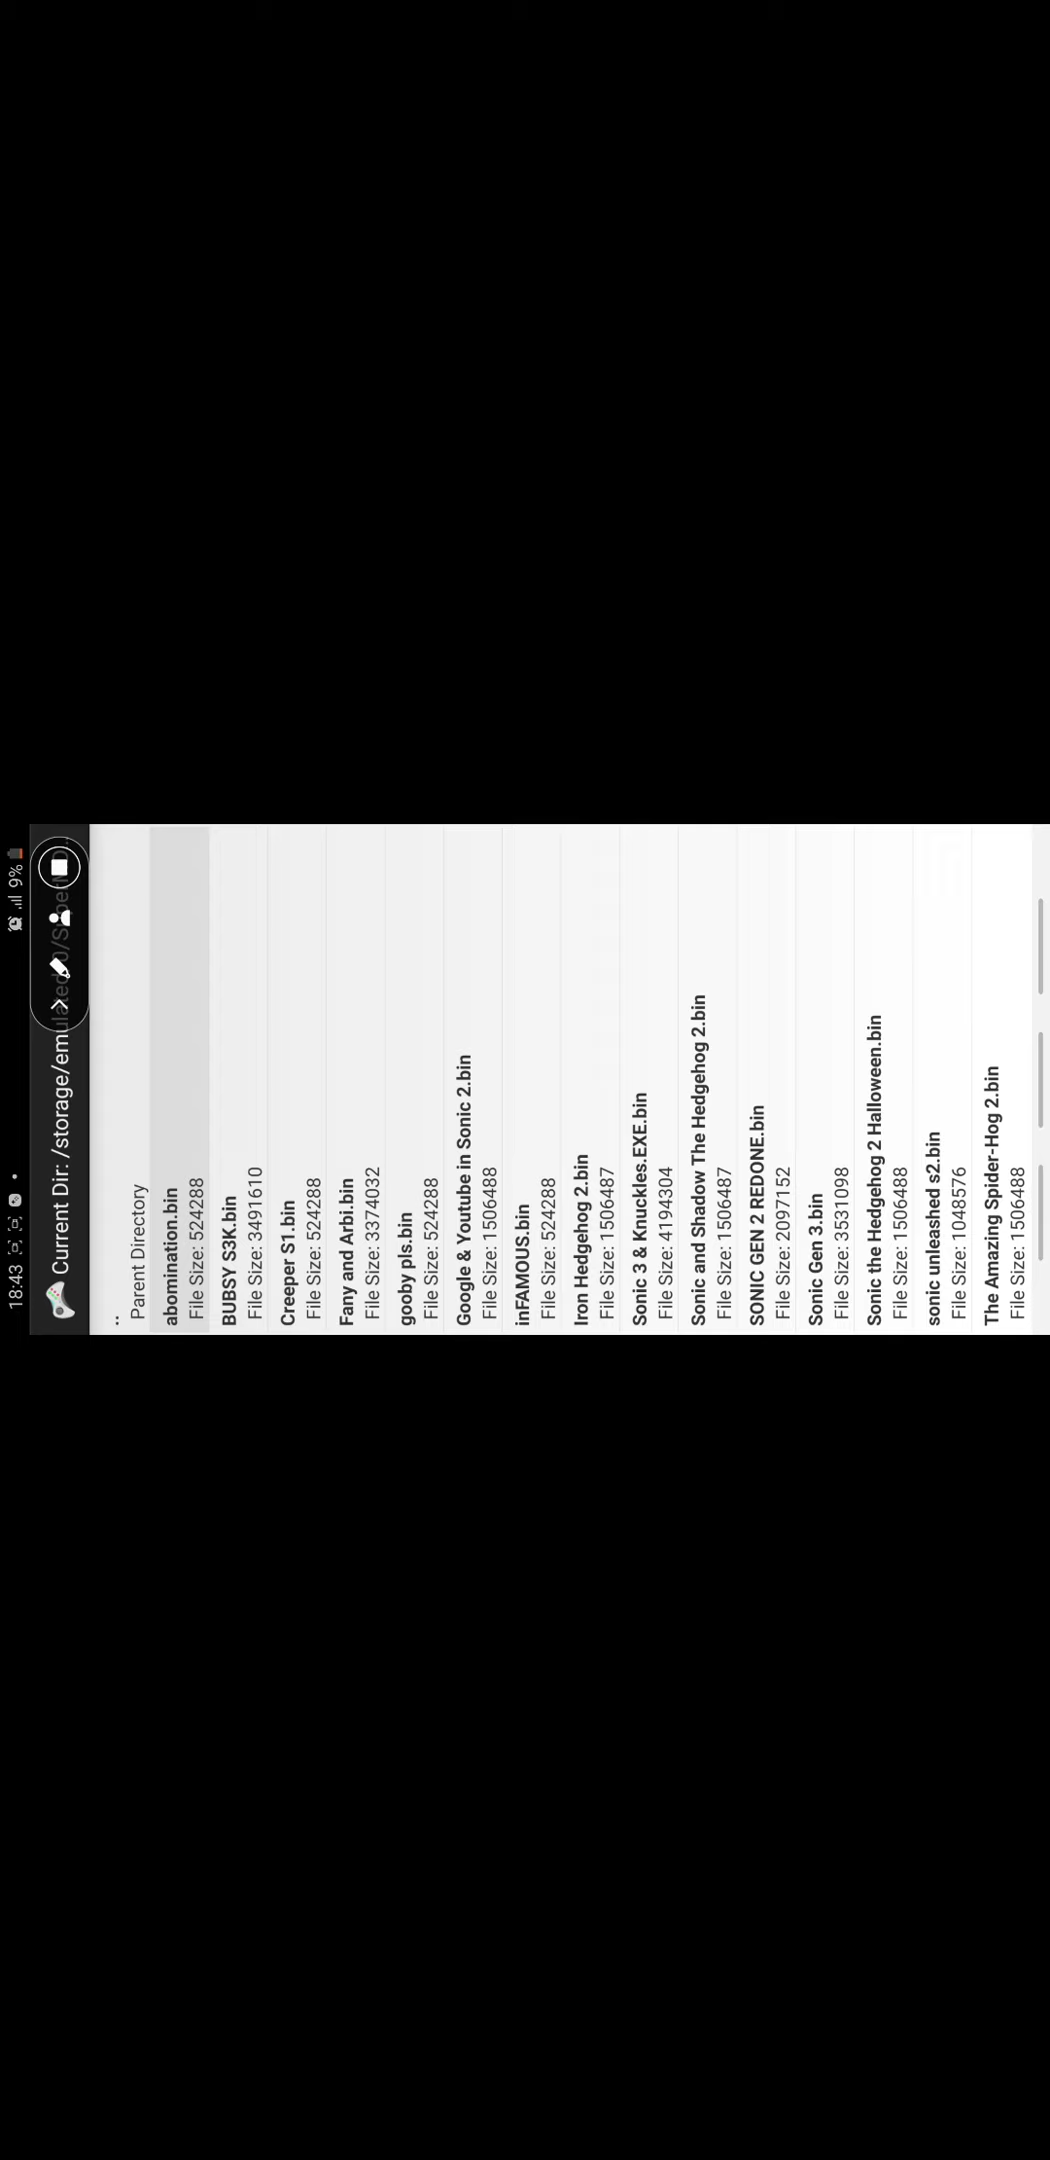 18:43
9%
Current Dir: /storage/emulated/0/SuperD
..
Parent Directory
abomination.bin
File Size: 524288
BUBSY S3K.bin
File Size: 3491610
Creeper S1.bin
File Size: 524288
Fany and Arbi.bin
File Size: 3374032
gooby pls.bin
File Size: 524288
Google & Youtube in Sonic 2.bin
File Size: 1506488
inFAMOUS.bin
File Size: 524288
Iron Hedgehog 2.bin
File Size: 1506487
Sonic 3 & Knuckles.EXE.bin
File Size: 4194304
Sonic and Shadow The Hedgehog 2.bin
File Size: 1506487
SONIC GEN 2 REDONE.bin
File Size: 2097152
Sonic Gen 3.bin
File Size: 3531098
Sonic the Hedgehog 2 Halloween.bin
File Size: 1506488
sonic unleashed s2.bin
File Size: 1048576
The Amazing Spider-Hog 2.bin
File Size: 1506488